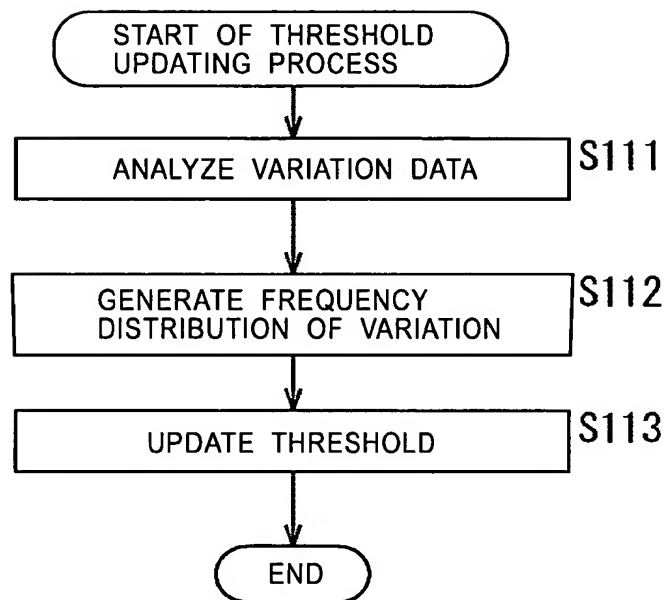 START OF THRESHOLD
UPDATING PROCESS
ANALYZE VARIATION DATA
S111
GENERATE FREQUENCY
DISTRIBUTION OF VARIATION
S112
UPDATE THRESHOLD
S113
END